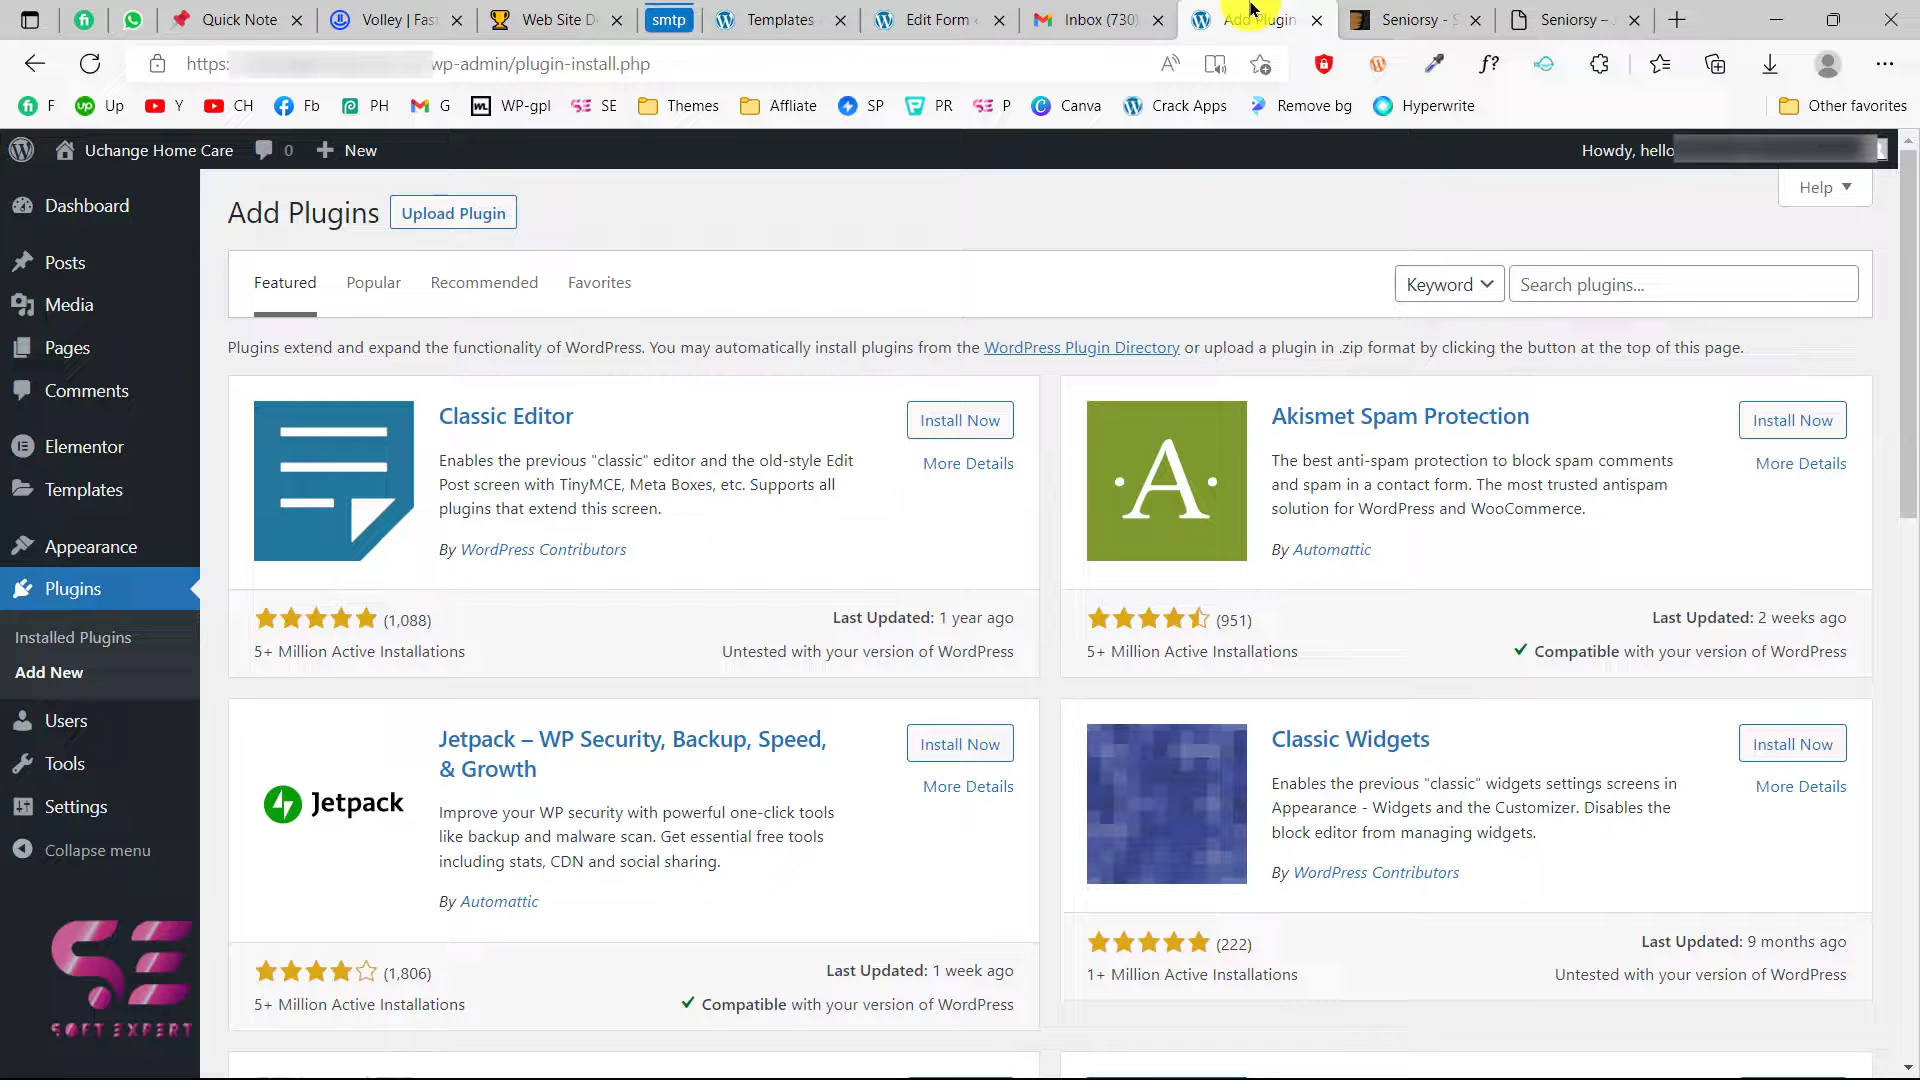 Quick Note
Volley | Fas
Web Site D
smtp
Templates
Edit Form
Inbox (730)
Add Plugin
Seniorsy - S
Seniorsy –
https:
wp-admin/plugin-install.php
F
Up
Y
CH
Fb
PH
G
WP-gpl
SE
Themes
Affliate
SP
PR
P
Canva
Crack Apps
Remove bg
Hyperwrite
Other favorites
Uchange Home Care
0
New
Howdy, hello
Dashboard
Posts
Media
Pages
Comments
Elementor
Templates
Appearance
Plugins
Installed Plugins
Add New
Users
Tools
Settings
Collapse menu
SE
SOFT EXPERT
Add Plugins
Upload Plugin
Help
Featured
Popular
Recommended
Favorites
Keyword
Search plugins...
Plugins extend and expand the functionality of WordPress. You may automatically install plugins from the WordPress Plugin Directory or upload a plugin in .zip format by clicking the button at the top of this page.
Classic Editor
Install Now
More Details
Enables the previous "classic" editor and the old-style Edit
Post screen with TinyMCE, Meta Boxes, etc. Supports all
plugins that extend this screen.
By WordPress Contributors
(1,088)
5+ Million Active Installations
Last Updated: 1 year ago
Untested with your version of WordPress
A
Akismet Spam Protection
Install Now
More Details
The best anti-spam protection to block spam comments
and spam in a contact form. The most trusted antispam
solution for WordPress and WooCommerce.
By Automattic
(951)
5+ Million Active Installations
Last Updated: 2 weeks ago
Compatible with your version of WordPress
Jetpack
Jetpack – WP Security, Backup, Speed,
& Growth
Install Now
More Details
Improve your WP security with powerful one-click tools
like backup and malware scan. Get essential free tools
including stats, CDN and social sharing.
By Automattic
(1,806)
5+ Million Active Installations
Last Updated: 1 week ago
Compatible with your version of WordPress
Classic Widgets
Install Now
More Details
Enables the previous "classic" widgets settings screens in
Appearance - Widgets and the Customizer. Disables the
block editor from managing widgets.
By WordPress Contributors
(222)
1+ Million Active Installations
Last Updated: 9 months ago
Untested with your version of WordPress